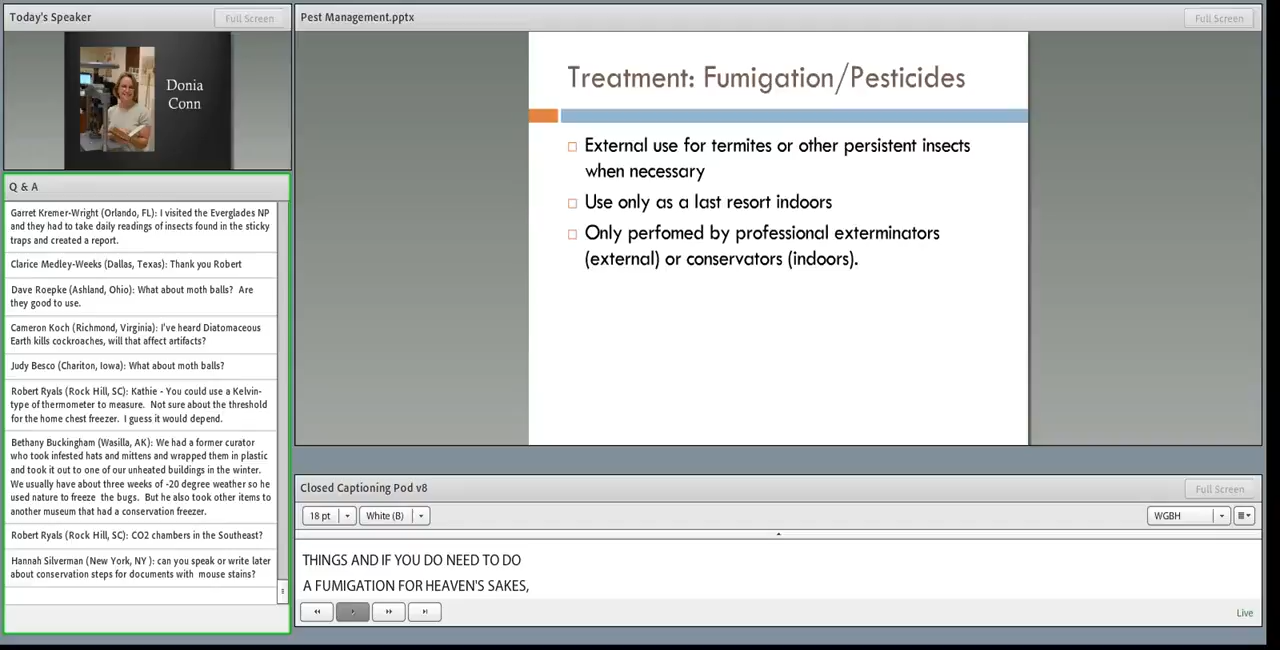 Today's Speaker
Full Screen
Donia
Conn
Q & A
Garret Kremer-Wright (Orlando, FL): I visited the Everglades NP
and they had to take daily readings of insects found in the sticky
traps and created a report.
Clarice Medley-Weeks (Dallas, Texas): Thank you Robert
Dave Roepke (Ashland, Ohio): What about moth balls?  Are
they good to use.
Cameron Koch (Richmond, Virginia): I've heard Diatomaceous
Earth kills cockroaches, will that affect artifacts?
Judy Besco (Chariton, Iowa): What about moth balls?
Robert Ryals (Rock Hill, SC): Kathie - You could use a Kelvin-
type of thermometer to measure.  Not sure about the threshold
for the home chest freezer.  I guess it would depend.
Bethany Buckingham (Wasilla, AK): We had a former curator
who took infested hats and mittens and wrapped them in plastic
and took it out to one of our unheated buildings in the winter.
We usually have about three weeks of -20 degree weather so he
used nature to freeze  the bugs.  But he also took other items to
another museum that had a conservation freezer.
Robert Ryals (Rock Hill, SC): CO2 chambers in the Southeast?
Hannah Silverman (New York, NY ): can you speak or write later
about conservation steps for documents with  mouse stains?
Pest Management.pptx
Full Screen
Treatment: Fumigation/Pesticides
External use for termites or other persistent insects
when necessary
Use only as a last resort indoors
Only perfomed by professional exterminators
(external) or conservators (indoors).
Closed Captioning Pod v8
Full Screen
18 pt
White (B)
WGBH
THINGS AND IF YOU DO NEED TO DO
A FUMIGATION FOR HEAVEN'S SAKES,
Live